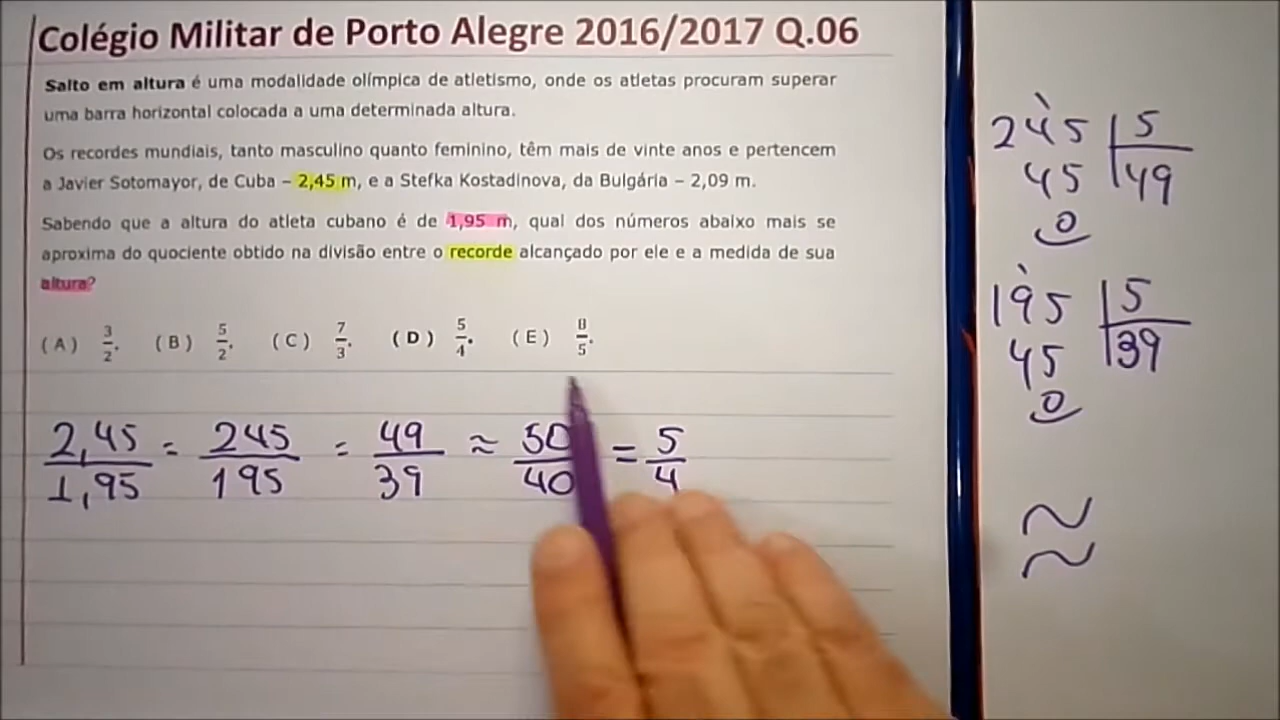 Colégio Militar de Porto Alegre 2016/2017 Q.06
Salto em altura é uma modalidade olímpica de atletismo, onde os atletas procuram superar
uma barra horizontal colocada a uma determinada altura.
Os recordes mundiais, tanto masculino quanto feminino, têm mais de vinte anos e pertencem
a Javier Sotomayor, de Cuba – 2,45 m, e a Stefka Kostadinova, da Bulgária – 2,09 m.
Sabendo que a altura do atleta cubano é de 1,95 m, qual dos números abaixo mais se
aproxima do quociente obtido na divisão entre o recorde alcançado por ele e a medida de sua
altura?
(A) 3/2. (B) 5/2. (C) 7/3. (D) 5/4. (E) 8/5.
2,45/1,95 = 245/195 = 49/39 ≈ 50/40 = 5/4
245 5
45 49
0
195 5
45 39
0
≈